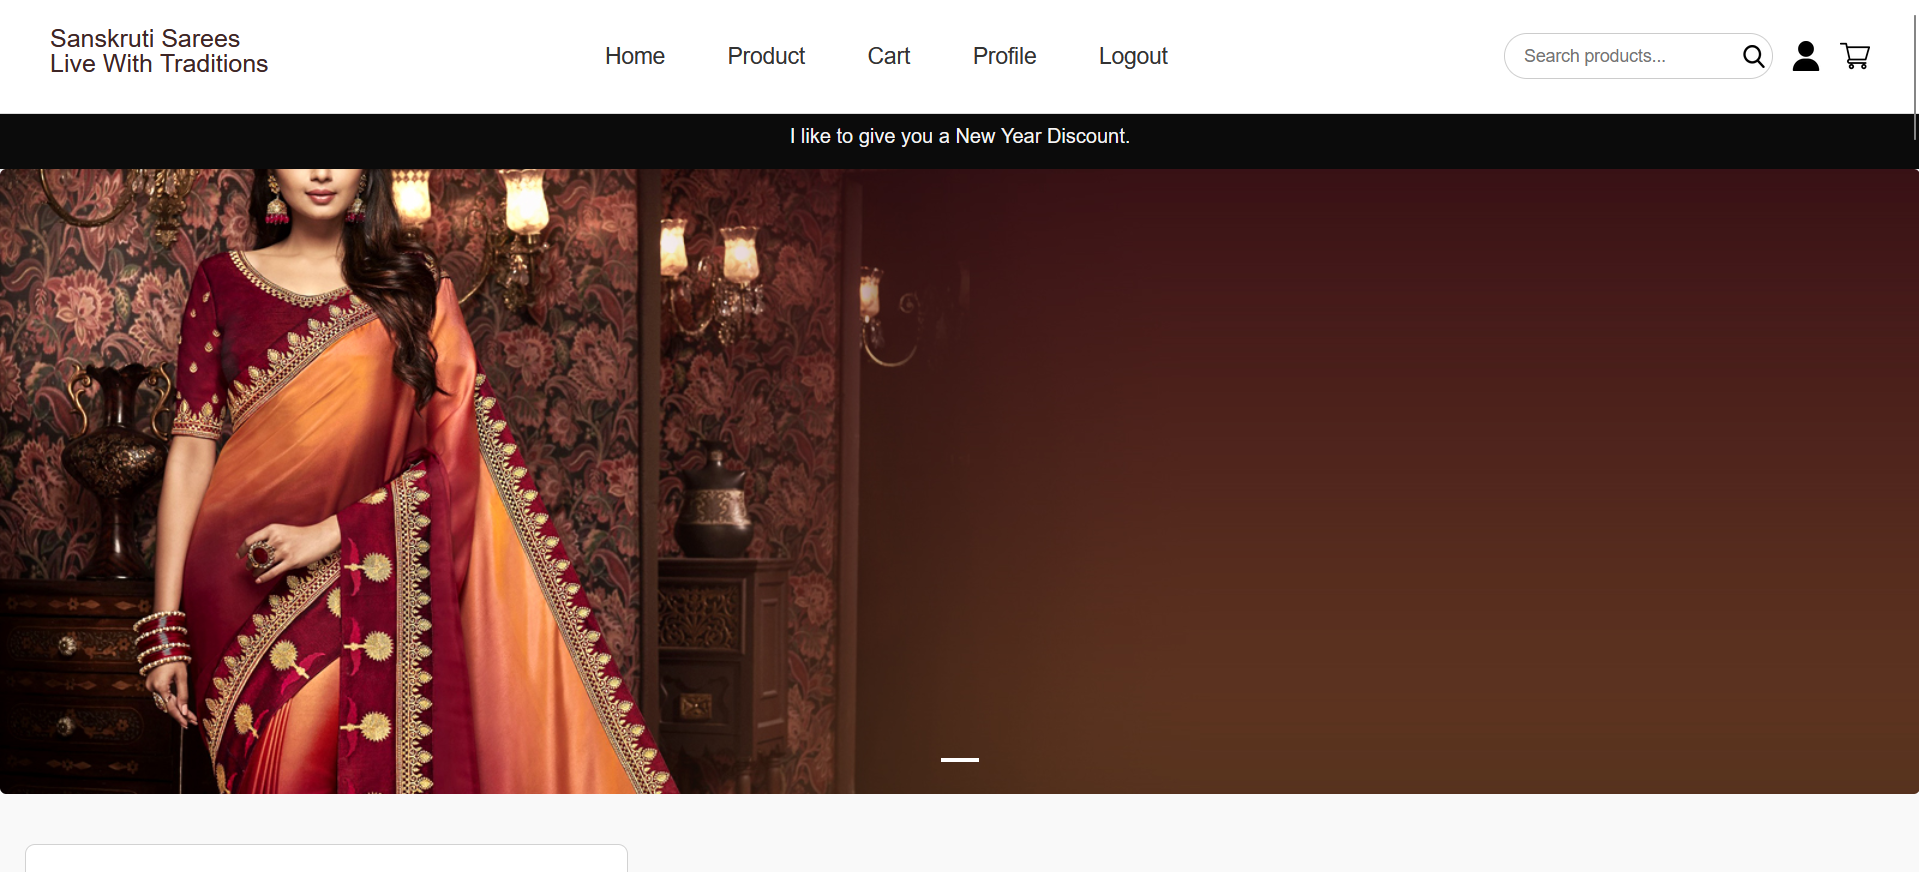 Sanskruti Sarees
Live With Traditions
Home
Product
Cart
Profile
Logout
Search products...
I like to give you a New Year Discount.